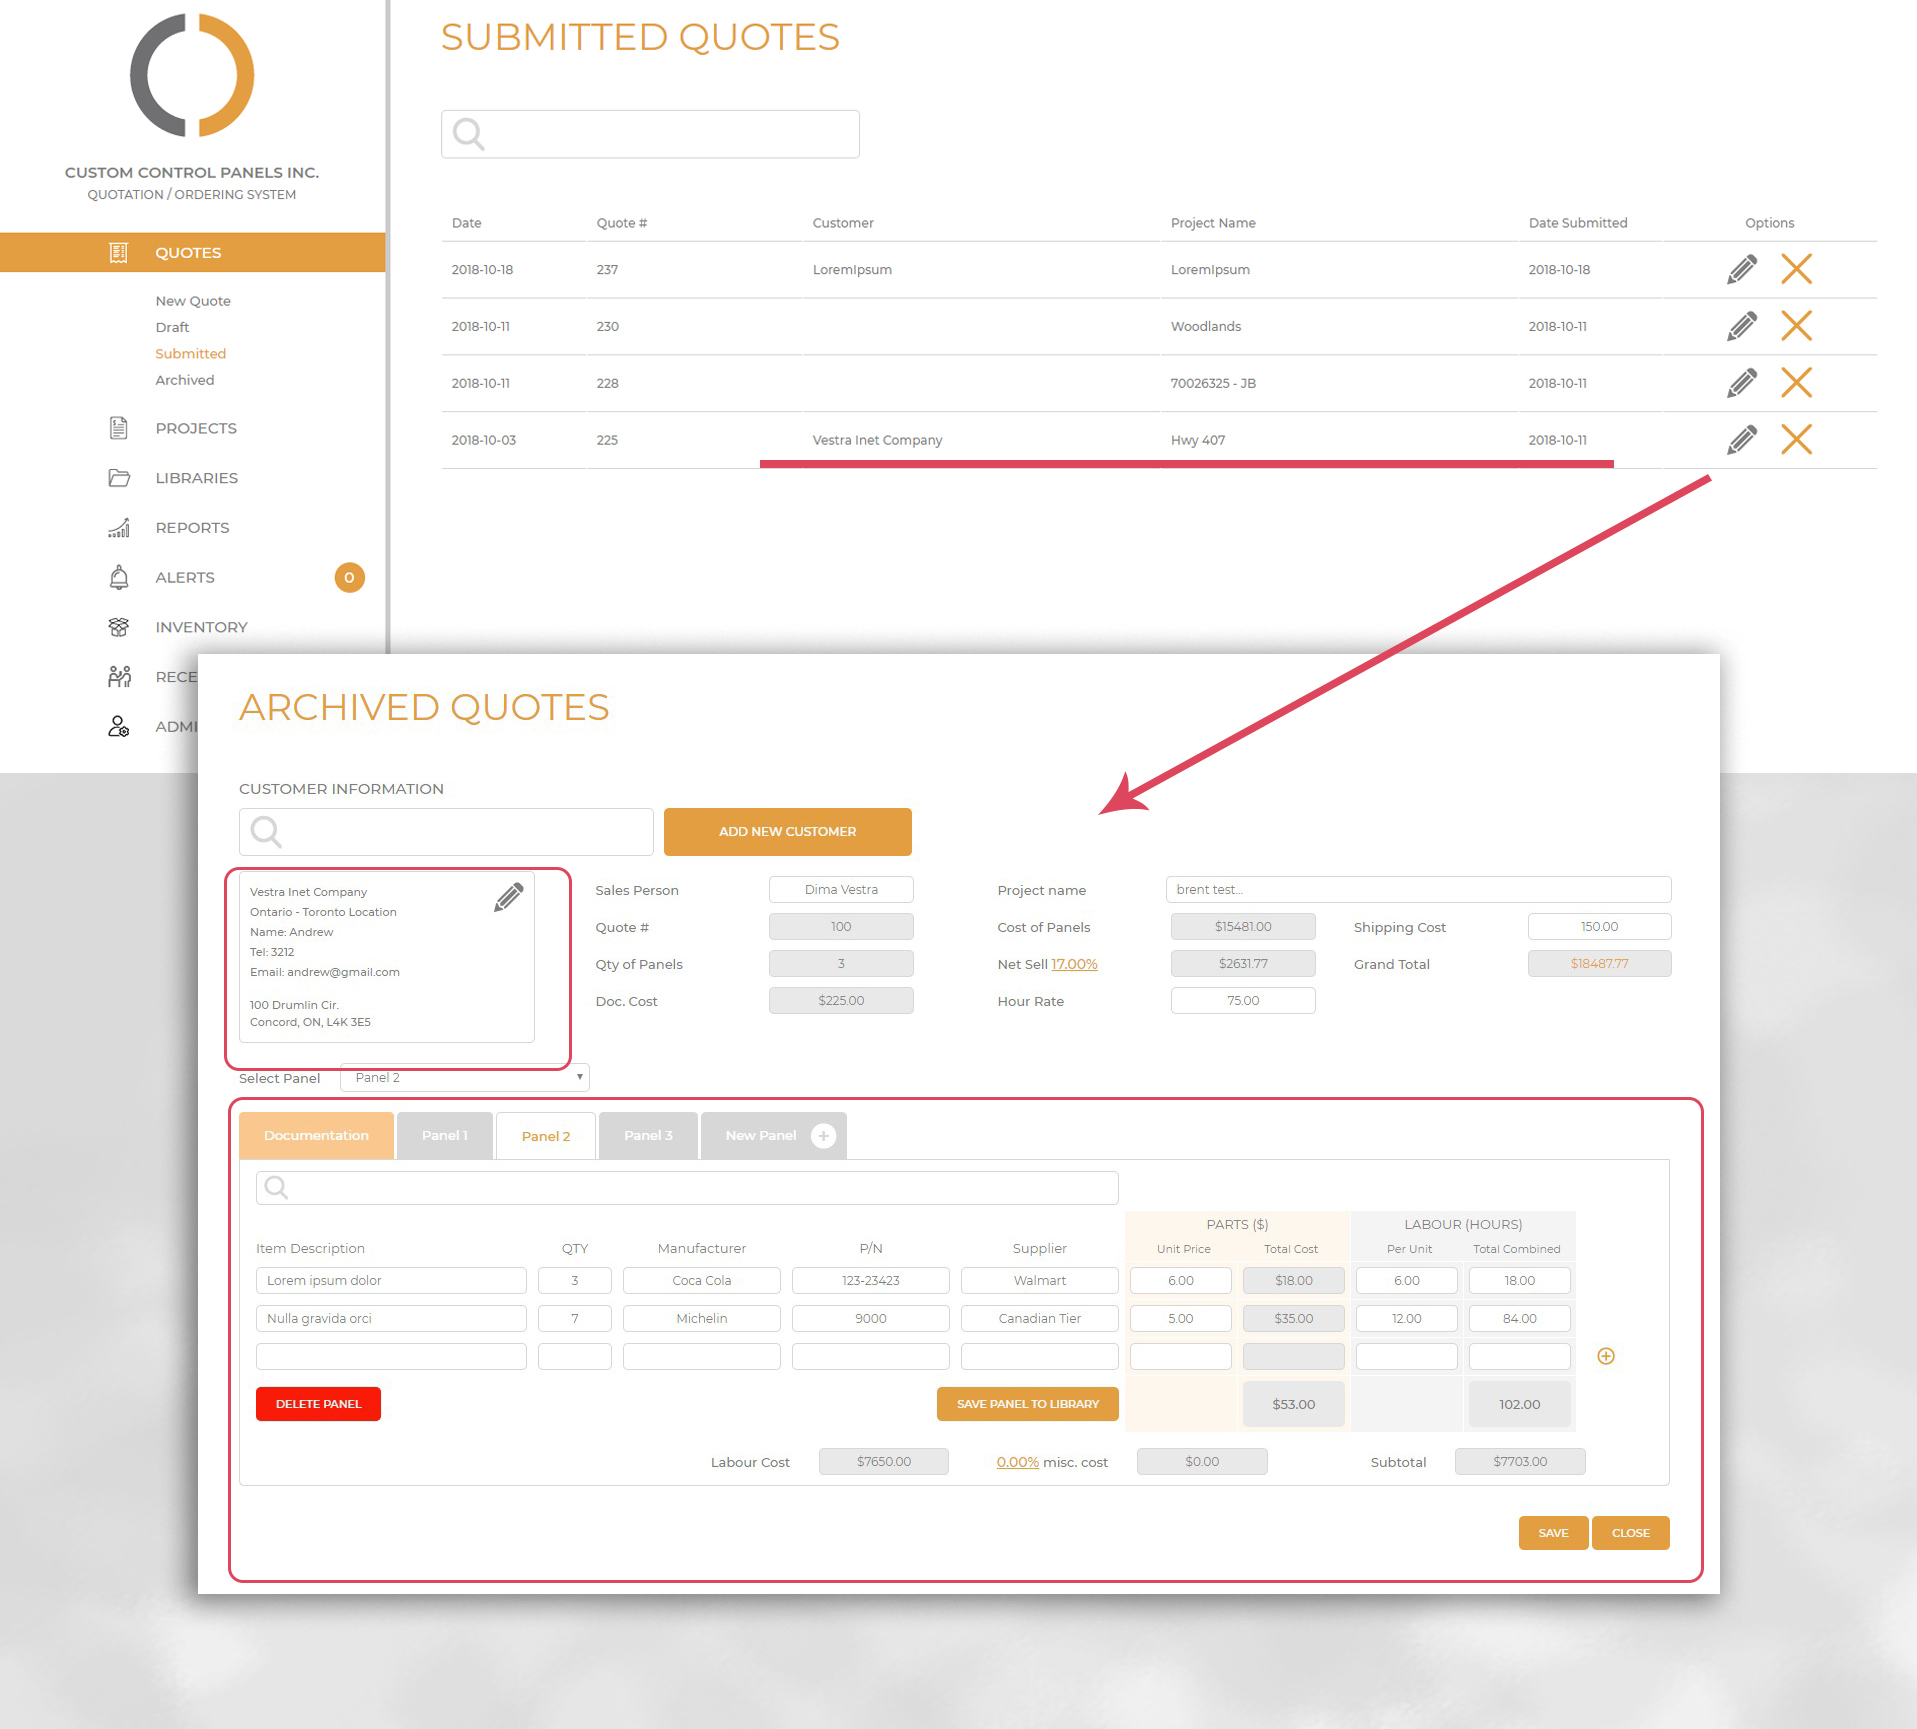 CUSTOM CONTROL PANELS INC.
QUOTATION / ORDERING SYSTEM
QUOTES
New Quote
Draft
Submitted
Archived
PROJECTS
LIBRARIES
REPORTS
ALERTS 0
INVENTORY
RECE
ADMI
SUBMITTED QUOTES
Date Quote # Customer Project Name Date Submitted Options
2018-10-18 237 LoremIpsum LoremIpsum 2018-10-18
2018-10-11 230 Woodlands 2018-10-11
2018-10-11 228 70026325 - JB 2018-10-11
2018-10-03 225 Vestra Inet Company Hwy 407 2018-10-11
ARCHIVED QUOTES
CUSTOMER INFORMATION
ADD NEW CUSTOMER
Vestra Inet Company
Ontario - Toronto Location
Name: Andrew
Tel: 3212
Email: andrew@gmail.com
100 Drumlin Cir.
Concord, ON, L4K 3E5
Sales Person Dima Vestra Project name brent test...
Quote # 100 Cost of Panels $15481.00 Shipping Cost 150.00
Qty of Panels 3 Net Sell 17.00% $2631.77 Grand Total $18487.77
Doc. Cost $225.00 Hour Rate 75.00
Select Panel Panel 2
Documentation Panel 1 Panel 2 Panel 3 New Panel
PARTS ($) LABOUR (HOURS)
Item Description QTY Manufacturer P/N Supplier Unit Price Total Cost Per Unit Total Combined
Lorem ipsum dolor 3 Coca Cola 123-23423 Walmart 6.00 $18.00 6.00 18.00
Nulla gravida orci 7 Michelin 9000 Canadian Tier 5.00 $35.00 12.00 84.00
DELETE PANEL SAVE PANEL TO LIBRARY $53.00 102.00
Labour Cost $7650.00 0.00% misc. cost $0.00 Subtotal $7703.00
SAVE CLOSE